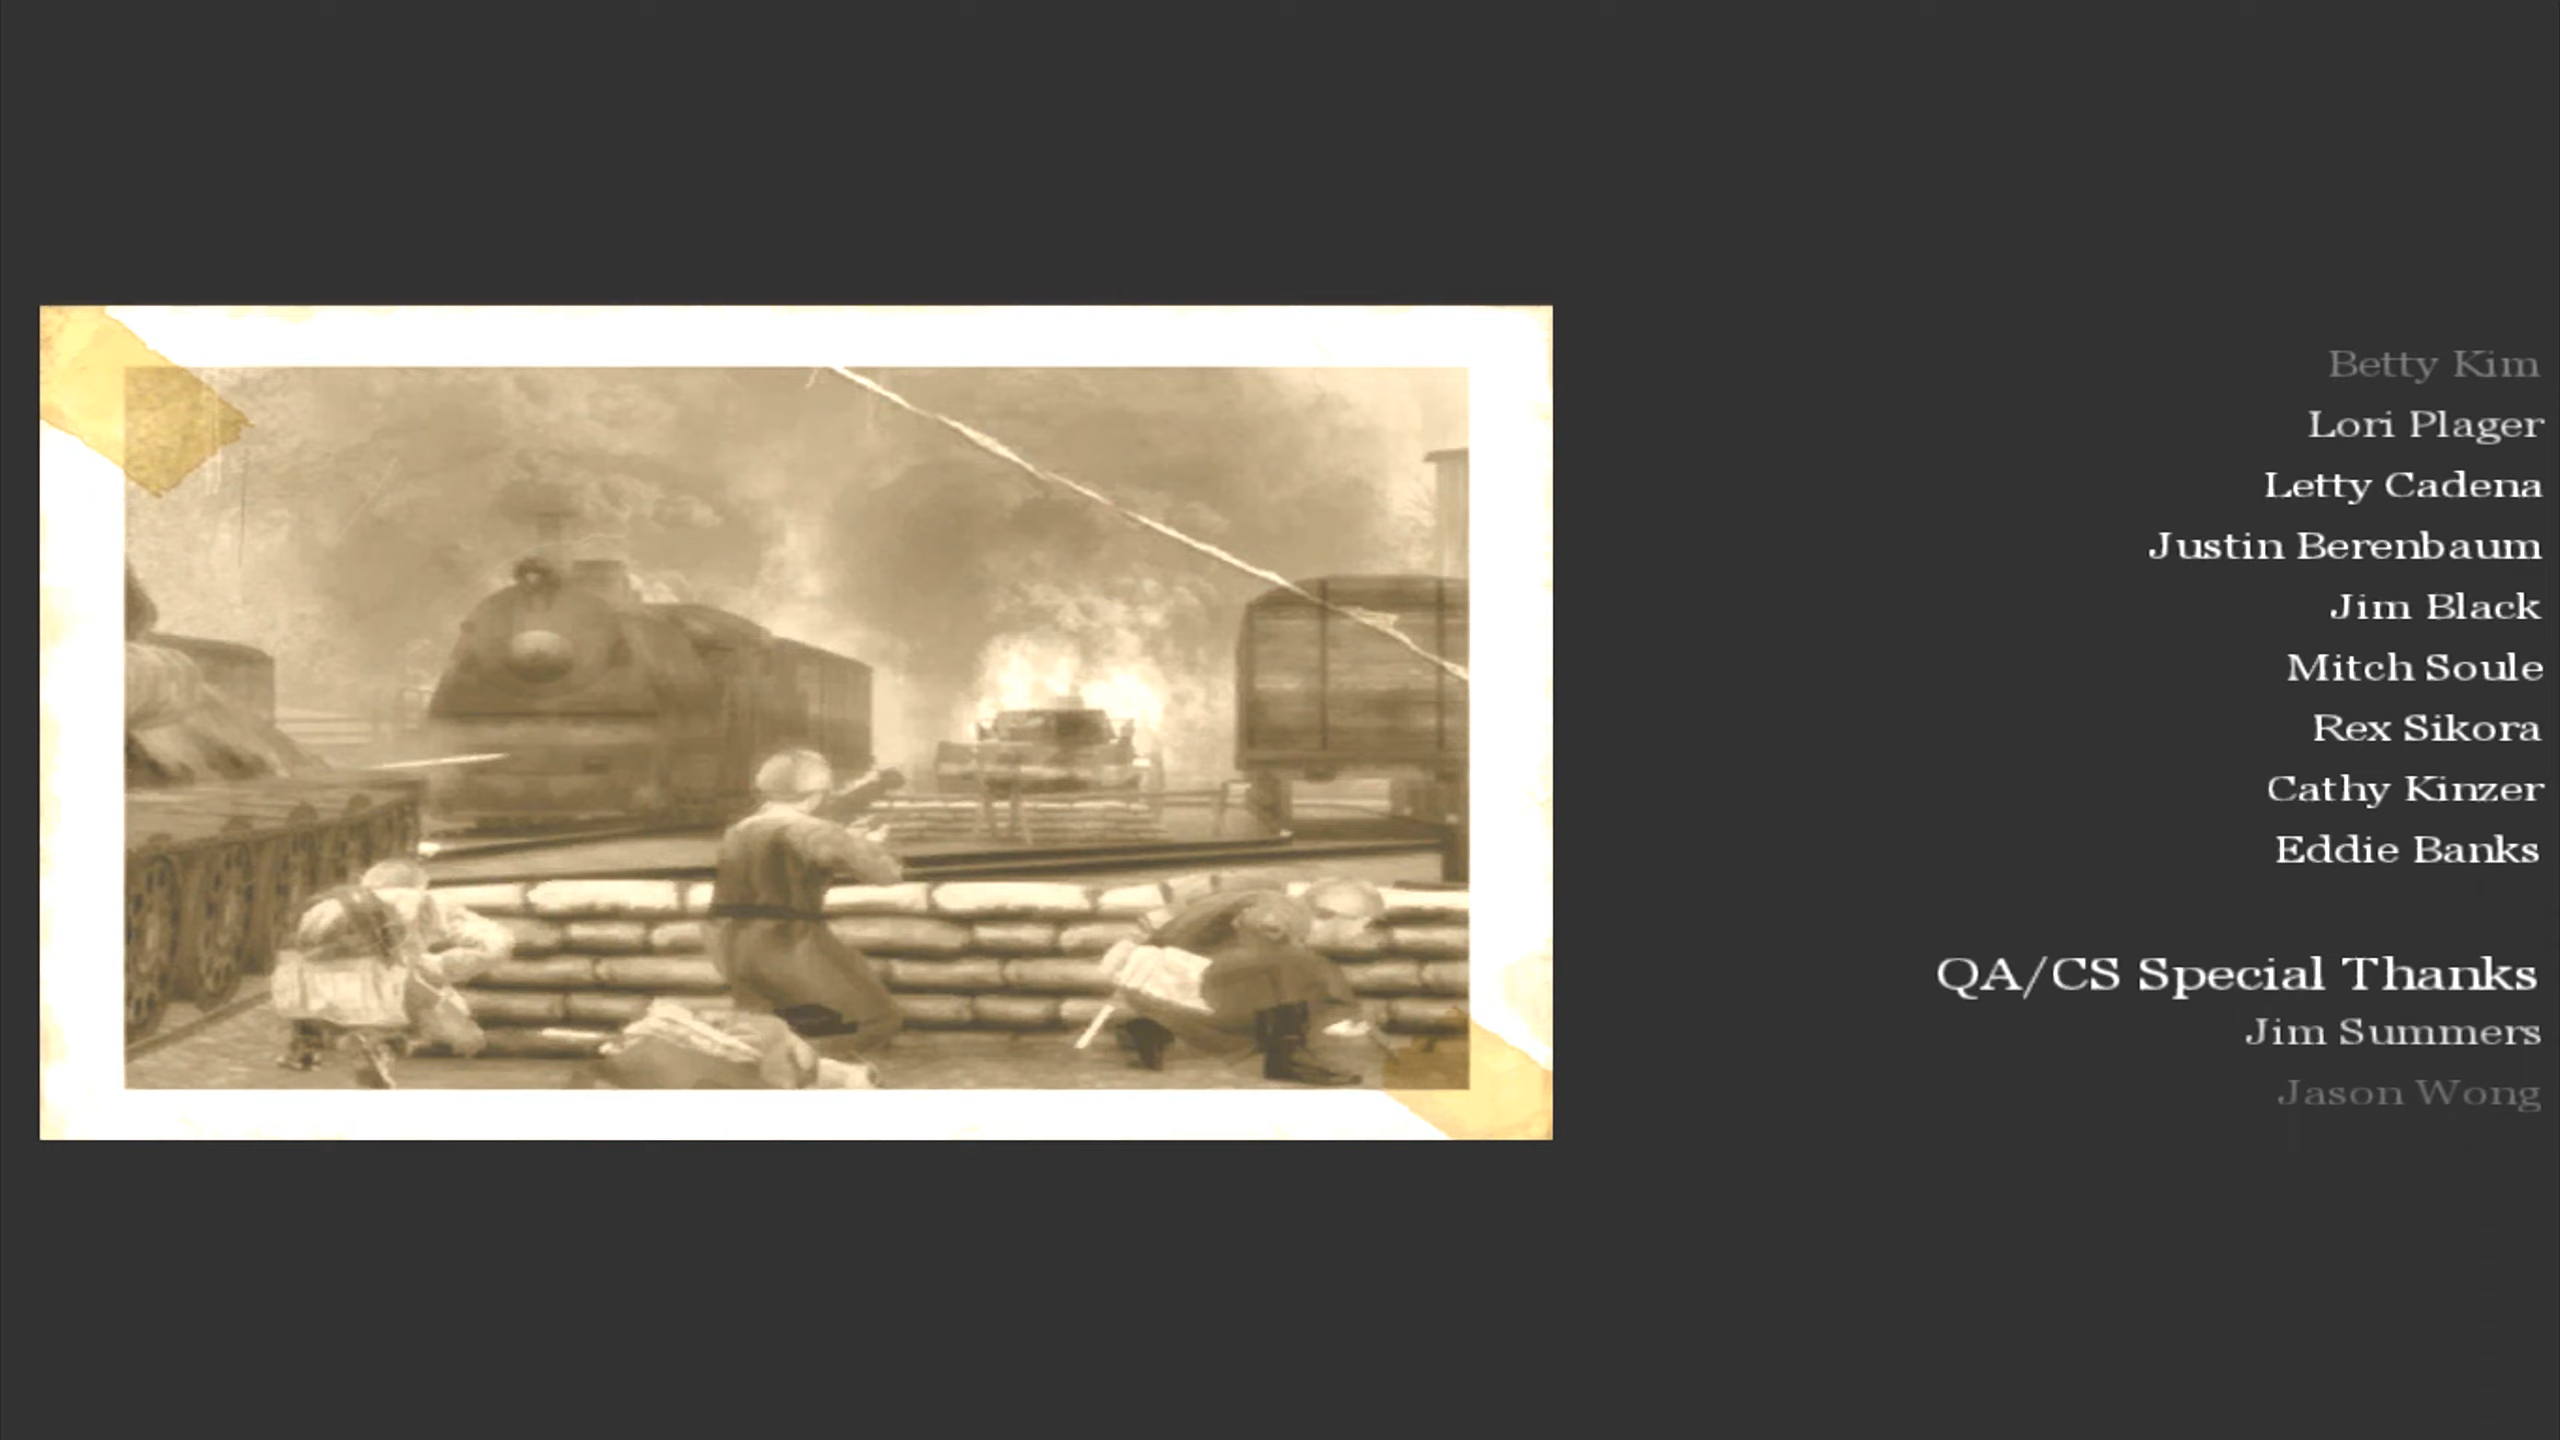 Betty Kim
Lori Plager
Letty Cadena
Justin Berenbaum
Jim Black
Mitch Soule
Rex Sikora
Cathy Kinzer
Eddie Banks
QA/CS Special Thanks
Jim Summers
Jason Wong